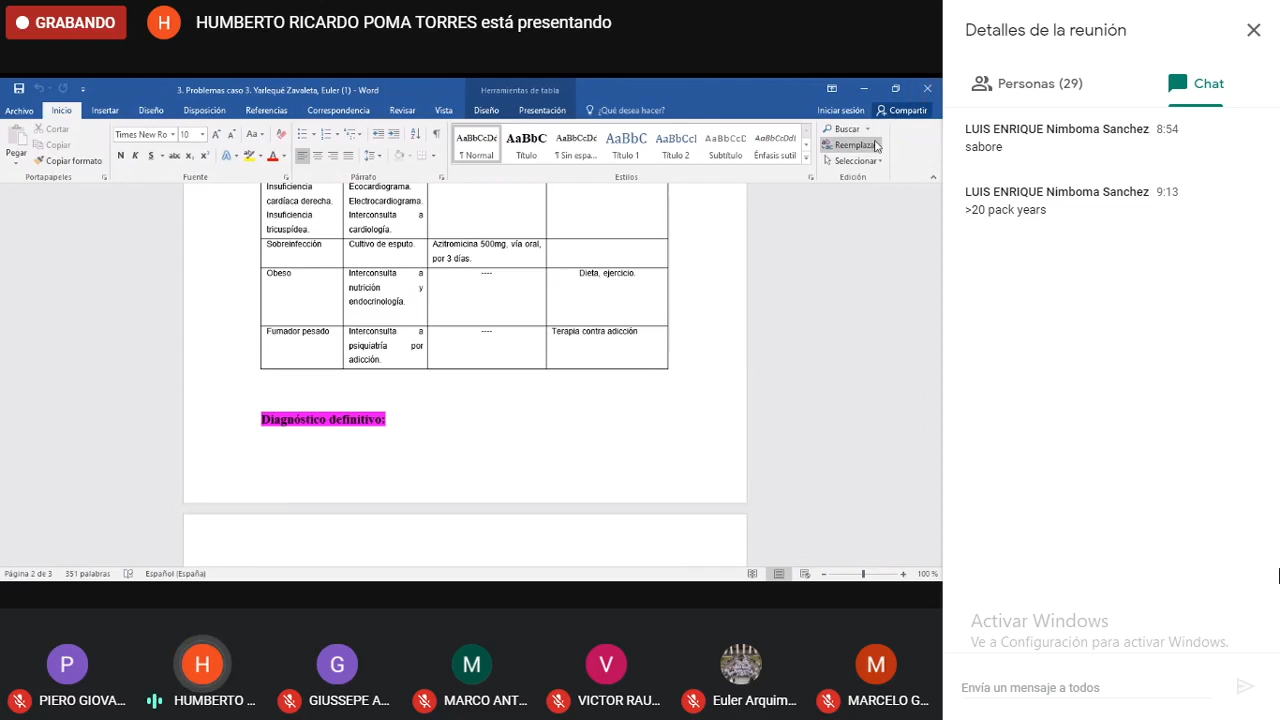 GRABANDO
H
HUMBERTO RICARDO POMA TORRES está presentando
Detalles de la reunión
Personas (29)
Chat
LUIS ENRIQUE Nimboma Sanchez 8:54
sabore
LUIS ENRIQUE Nimboma Sanchez 9:13
>20 pack years
3. Problemas caso 3. Yarlequé Zavaleta, Euler (1) - Word
Herramientas de tabla
Archivo Inicio Insertar Diseño Disposición Referencias Correspondencia Revisar Vista Diseño Presentación ¿Qué desea hacer? Iniciar sesión Compartir
Pegar
Cortar
Copiar
Copiar formato
Portapapeles
Times New Ro 10
N K S abc x₂ x²
Fuente
Párrafo
AaBbCcDc AaBbC AaBbCcDc AaBbC AaBbCcI AaBbCcI AaBbCcDdI
¶ Normal Título ¶ Sin espa... Título 1 Título 2 Subtítulo Énfasis sutil
Estilos
Buscar
Reemplazar
Seleccionar
Edición
Insuficiencia cardíaca derecha.
Insuficiencia tricuspídea.
Ecocardiograma.
Electrocardiograma.
Interconsulta a cardiología.
Sobreinfección
Cultivo de esputo.
Azitromicina 500mg, vía oral, por 3 días.
Obeso
Interconsulta a nutrición y endocrinología.
----
Dieta, ejercicio.
Fumador pesado
Interconsulta a psiquiatría por adicción.
----
Terapia contra adicción
Diagnóstico definitivo:
Página 2 de 3 351 palabras Español (España) 100 %
Activar Windows
Ve a Configuración para activar Windows.
Envía un mensaje a todos
P H G M V M
PIERO GIOVA... HUMBERTO ... GIUSSEPE A... MARCO ANT... VICTOR RAU... Euler Arquim... MARCELO G...